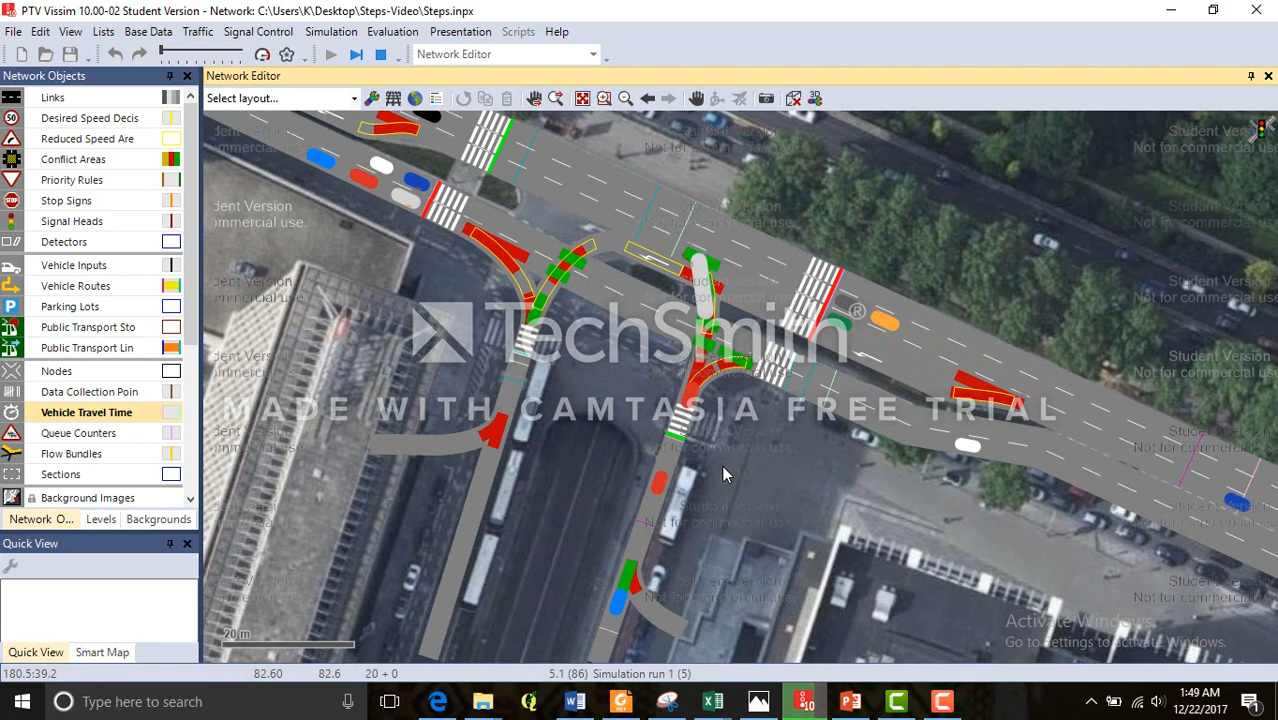 PTV Vissim 10.00-02 Student Version - Network: C:\Users\K\Desktop\Steps-Video\Steps.inpx
File Edit View Lists Base Data Traffic Signal Control Simulation Evaluation Presentation Scripts Help
Network Editor
Network Objects
Network Editor
Select layout...
Links
Desired Speed Decis
Reduced Speed Are
Conflict Areas
Priority Rules
Stop Signs
Signal Heads
Detectors
Vehicle Inputs
Vehicle Routes
Parking Lots
Public Transport Sto
Public Transport Lin
Nodes
Data Collection Poin
Vehicle Travel Time
Queue Counters
Flow Bundles
Sections
Background Images
Network O... Levels Backgrounds
Quick View
Quick View Smart Map
50
STOP
P
Student Version
Not for commercial use.
TechSmith®
MADE WITH CAMTASIA FREE TRIAL
20 m
Activate Windows
Go to Settings to activate Windows.
180.5:39.2 82.60 82.6 20 + 0 5.1 (86) Simulation run 1 (5)
Type here to search
1:49 AM
12/22/2017